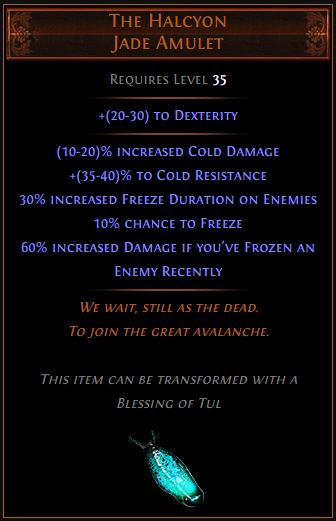 The Halcyon
Jade Amulet
Requires Level 35
+(20-30) to Dexterity
(10-20)% increased Cold Damage
+(35-40)% to Cold Resistance
30% increased Freeze Duration on Enemies
10% chance to Freeze
60% increased Damage if you've Frozen an
Enemy Recently
We wait, still as the dead.
To join the great avalanche.
This item can be transformed with a
Blessing of Tul